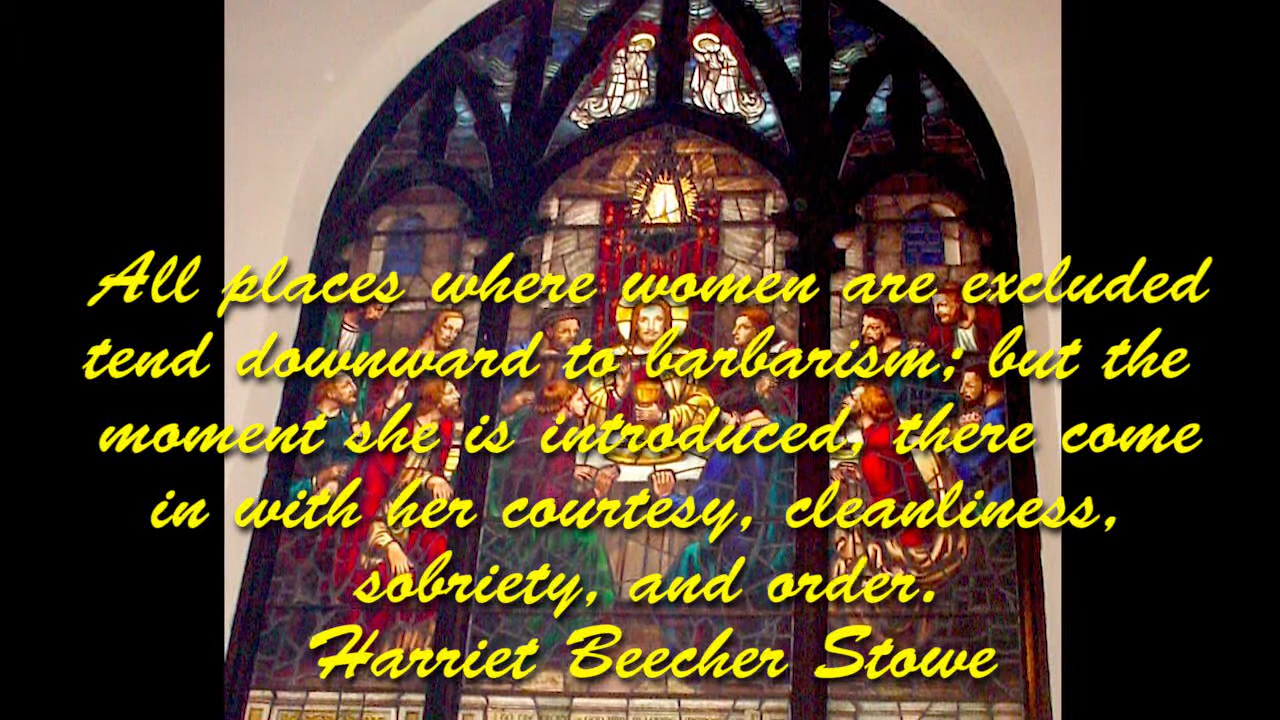 All places where women are excluded
tend downward to barbarism; but the
moment she is introduced, there come
in with her courtesy, cleanliness,
sobriety, and order.
Harriet Beecher Stowe